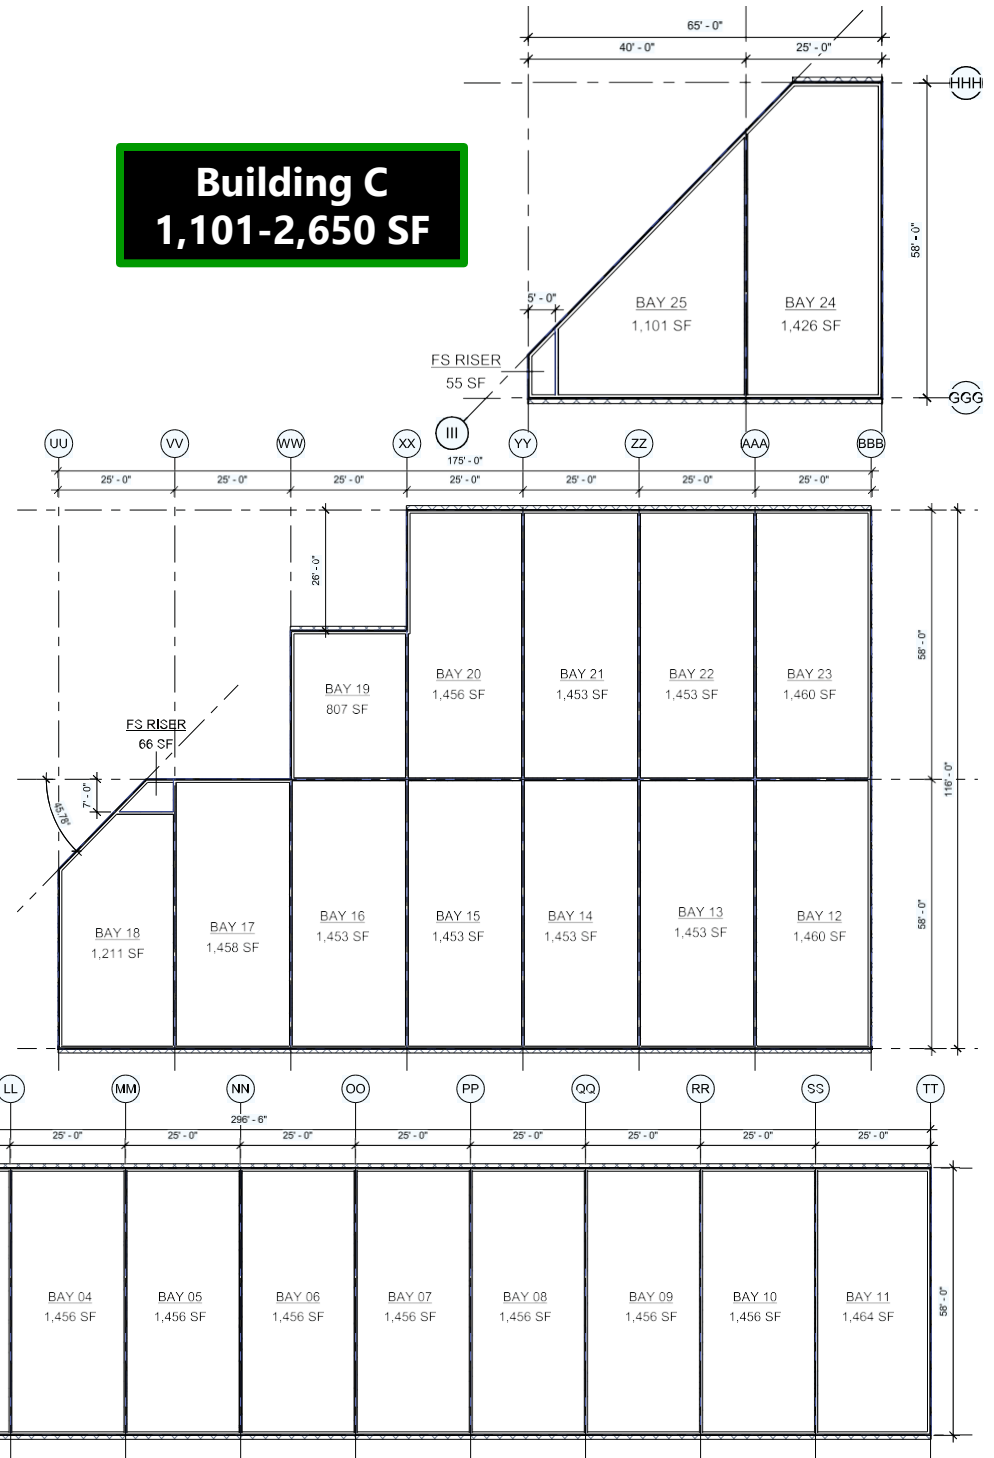 65' - 0"
40' - 0"
25' - 0"
HHH
Building C
1,101-2,650 SF
58' - 0"
5' - 0"
BAY 25
1,101 SF
BAY 24
1,426 SF
FS RISER
55 SF
GGG
III
UU
VV
WW
XX
YY
ZZ
AAA
BBB
175' - 0"
25' - 0"
25' - 0"
25' - 0"
25' - 0"
25' - 0"
25' - 0"
25' - 0"
26' - 0"
58' - 0"
BAY 19
807 SF
BAY 20
1,456 SF
BAY 21
1,453 SF
BAY 22
1,453 SF
BAY 23
1,460 SF
FS RISER
66 SF
7' - 0"
45.78°
116' - 0"
BAY 18
1,211 SF
BAY 17
1,458 SF
BAY 16
1,453 SF
BAY 15
1,453 SF
BAY 14
1,453 SF
BAY 13
1,453 SF
BAY 12
1,460 SF
58' - 0"
LL
MM
NN
OO
PP
QQ
RR
SS
TT
296' - 6"
25' - 0"
25' - 0"
25' - 0"
25' - 0"
25' - 0"
25' - 0"
25' - 0"
25' - 0"
BAY 04
1,456 SF
BAY 05
1,456 SF
BAY 06
1,456 SF
BAY 07
1,456 SF
BAY 08
1,456 SF
BAY 09
1,456 SF
BAY 10
1,456 SF
BAY 11
1,464 SF
58' - 0"